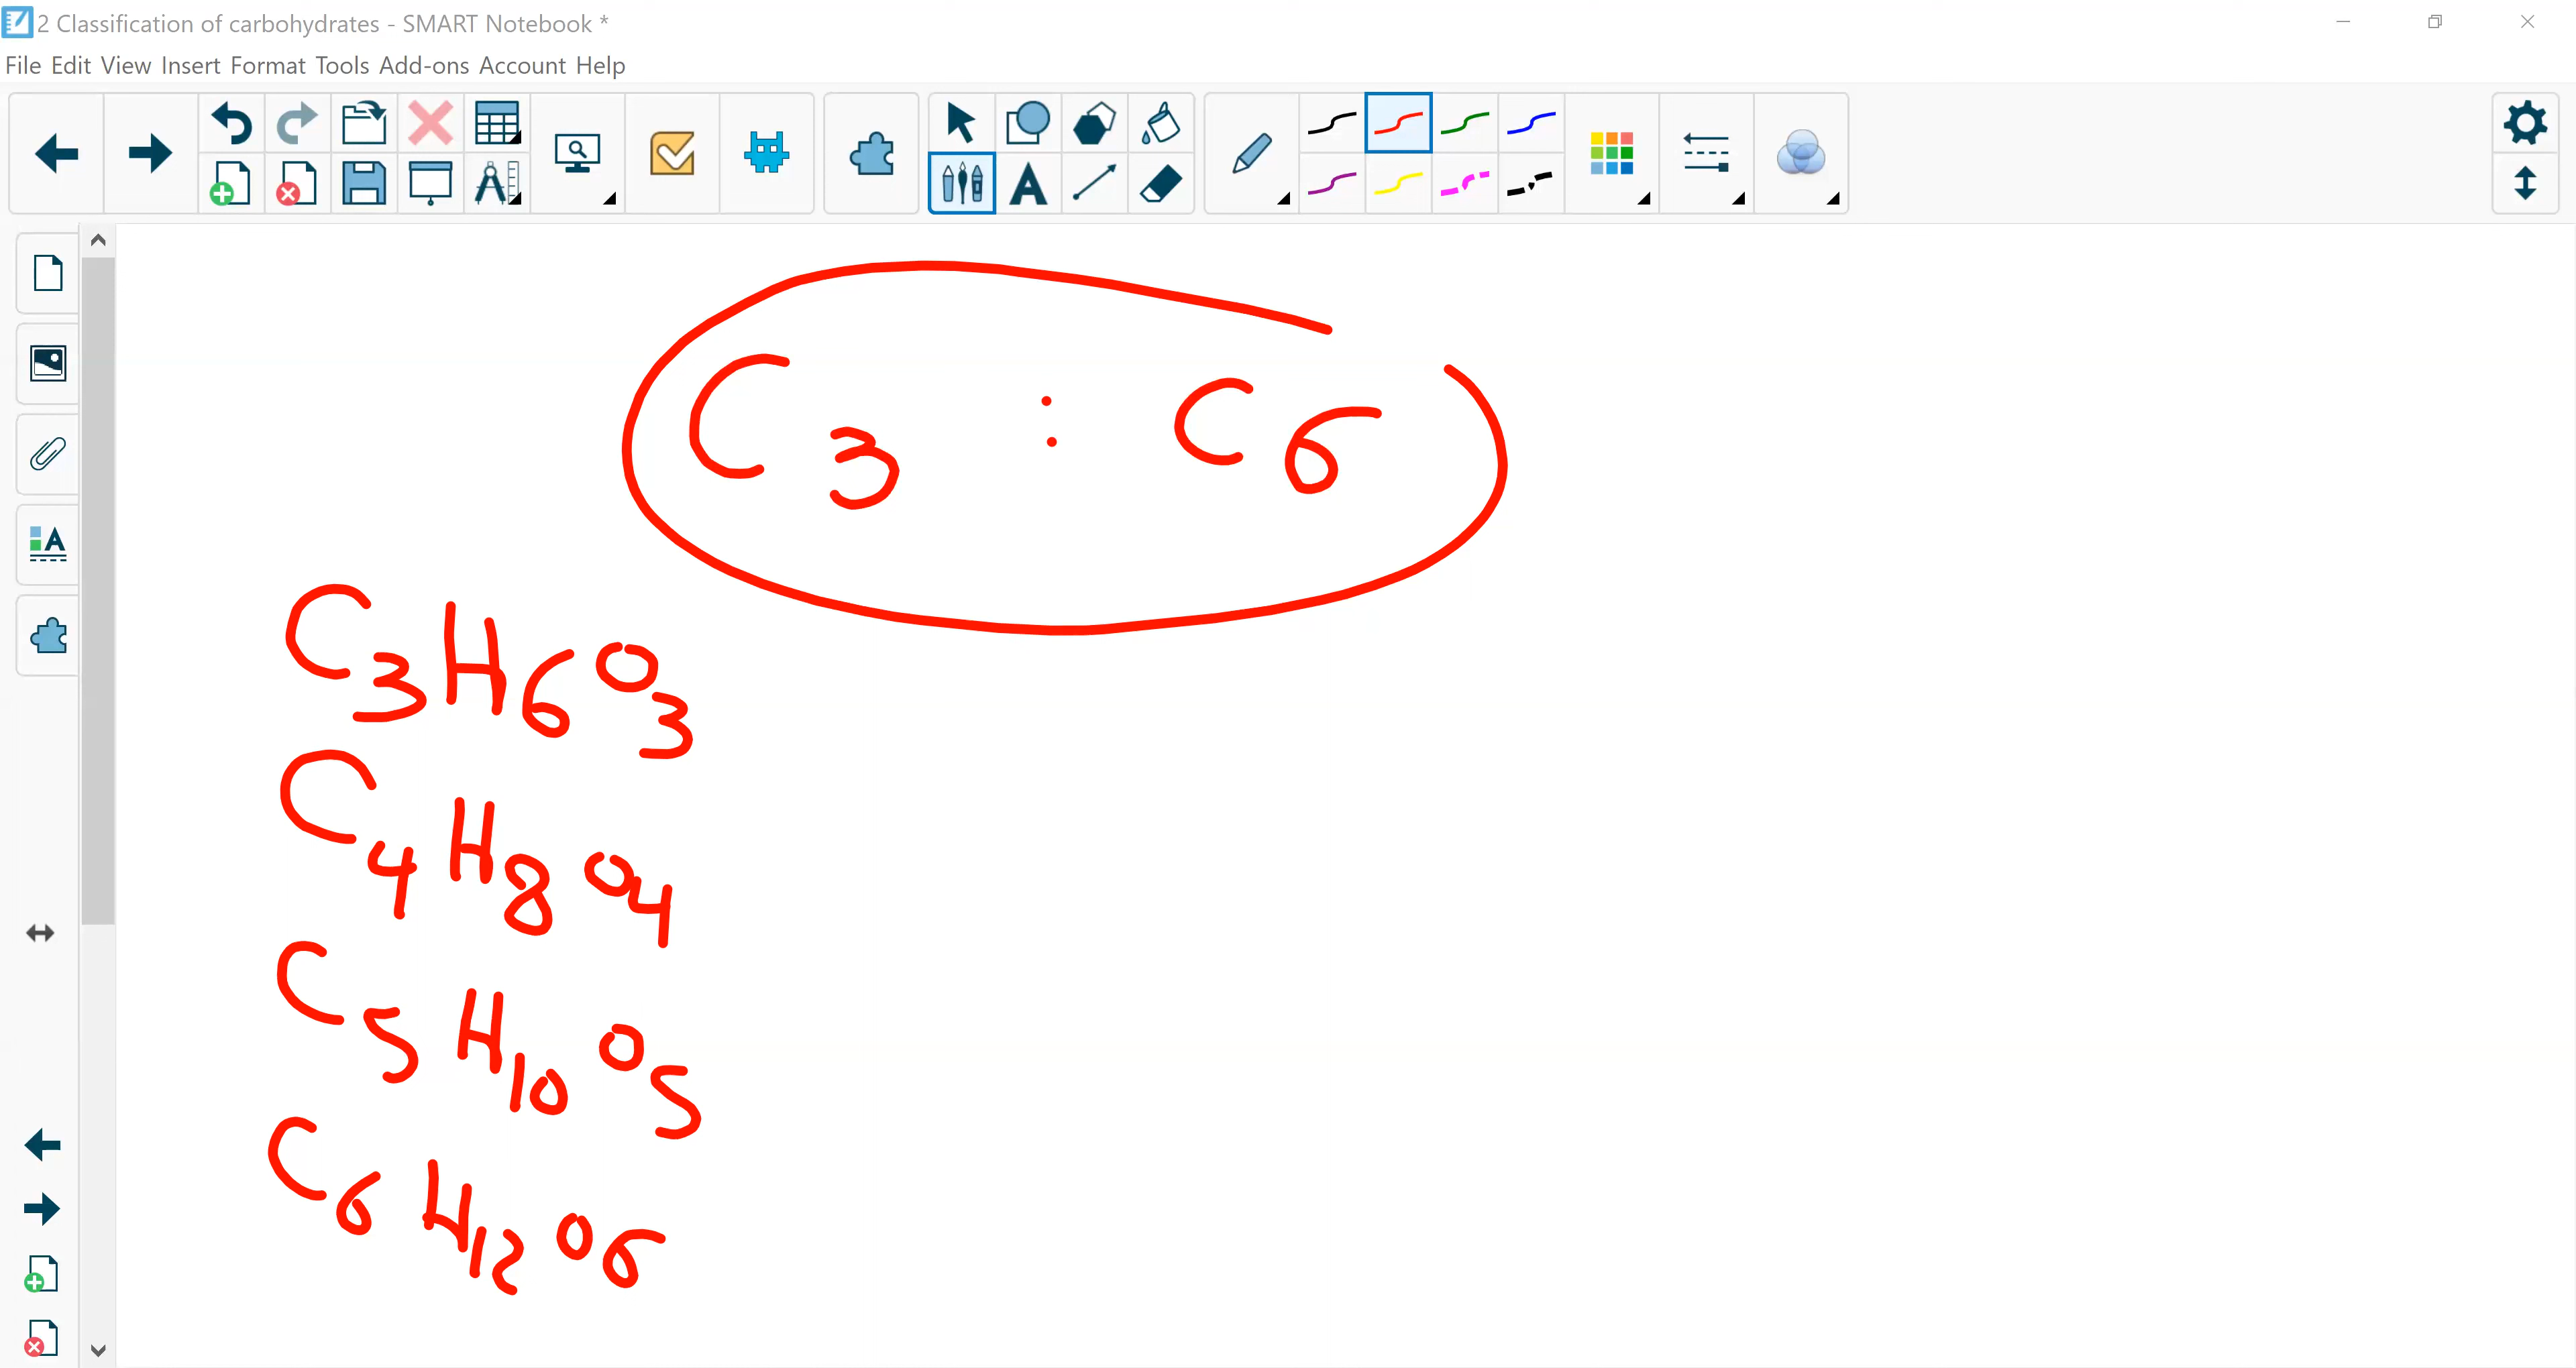 2 Classification of carbohydrates - SMART Notebook *
File Edit View Insert Format Tools Add-ons Account Help
C₃ : C₆
C₃H₆O₃
C₄H₈O₄
C₅H₁₀O₅
C₆H₁₂O₆